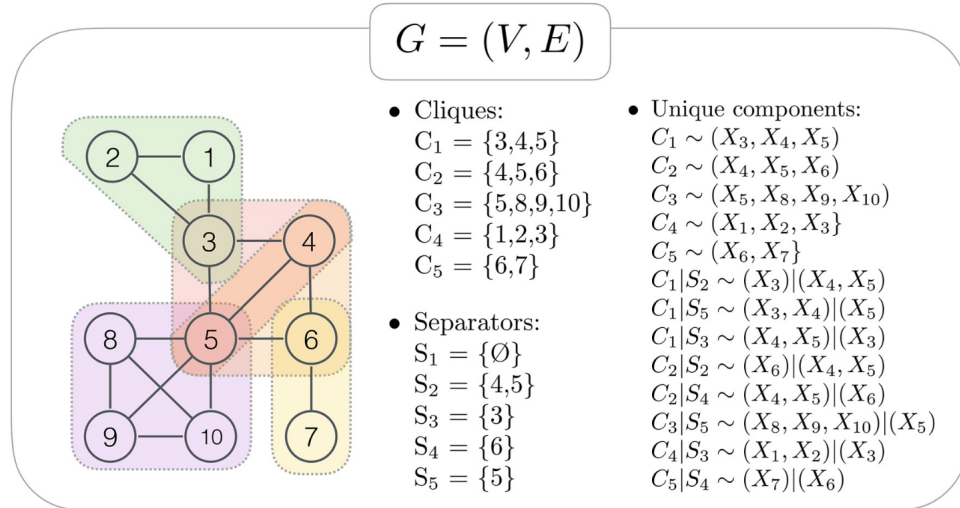 G = (V, E)
2
1
3
4
8
5
6
9
10
7
• Cliques:
C₁ = {3,4,5}
C₂ = {4,5,6}
C₃ = {5,8,9,10}
C₄ = {1,2,3}
C₅ = {6,7}
• Separators:
S₁ = {Ø}
S₂ = {4,5}
S₃ = {3}
S₄ = {6}
S₅ = {5}
• Unique components:
C₁ ∼ (X₃, X₄, X₅)
C₂ ∼ (X₄, X₅, X₆)
C₃ ∼ (X₅, X₈, X₉, X₁₀)
C₄ ∼ (X₁, X₂, X₃}
C₅ ∼ (X₆, X₇}
C₁|S₂ ∼ (X₃)|(X₄, X₅)
C₁|S₅ ∼ (X₃, X₄)|(X₅)
C₁|S₃ ∼ (X₄, X₅)|(X₃)
C₂|S₂ ∼ (X₆)|(X₄, X₅)
C₂|S₄ ∼ (X₄, X₅)|(X₆)
C₃|S₅ ∼ (X₈, X₉, X₁₀)|(X₅)
C₄|S₃ ∼ (X₁, X₂)|(X₃)
C₅|S₄ ∼ (X₇)|(X₆)